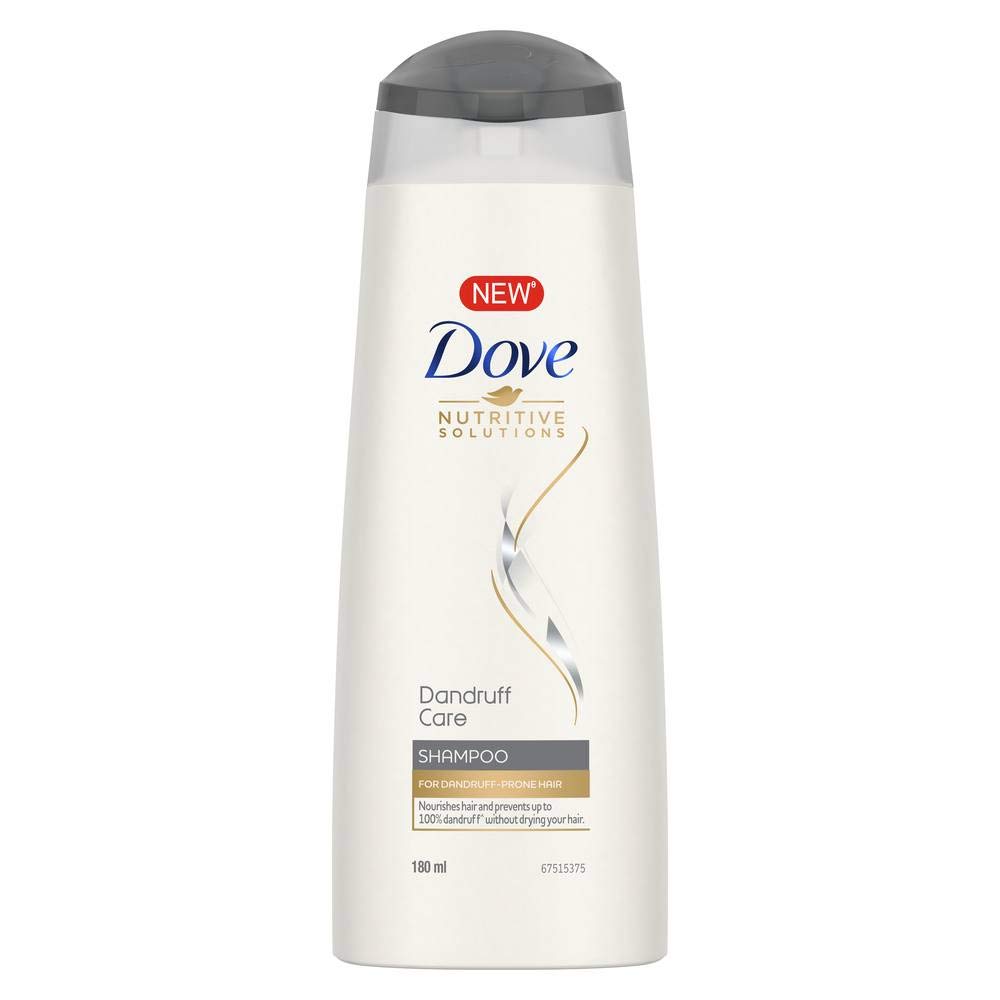 NEWᶿ
Dove
NUTRITIVE
SOLUTIONS
Dandruff
Care
SHAMPOO
FOR DANDRUFF-PRONE HAIR
Nourishes hair and prevents up to
100% dandruff^ without drying your hair.
180 ml
67515375